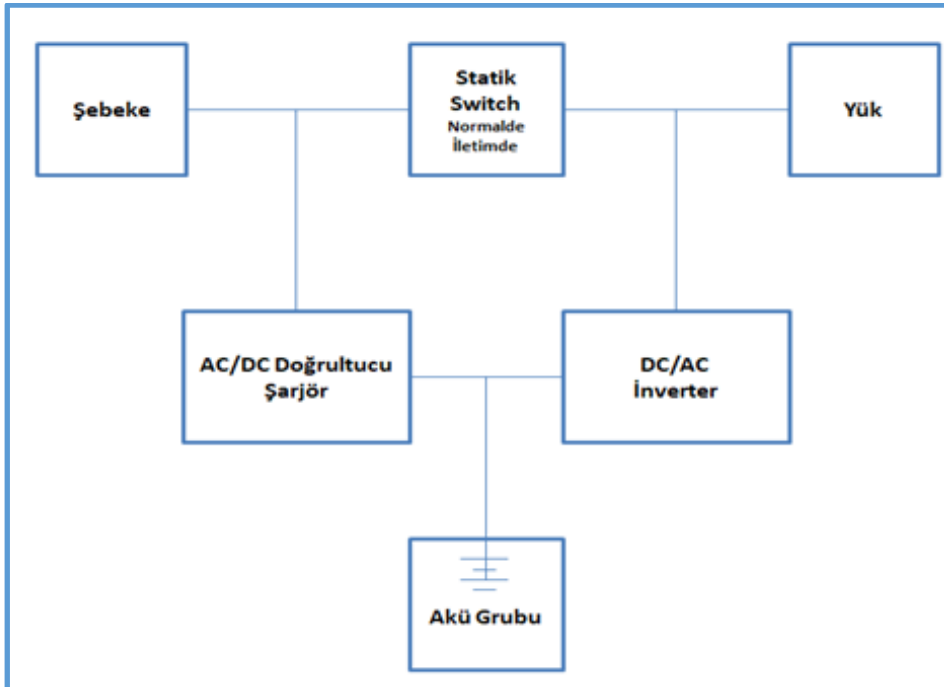 Şebeke
Statik
Switch
Normalde
İletimde
Yük
AC/DC Doğrultucu
Şarjör
DC/AC
İnverter
Akü Grubu